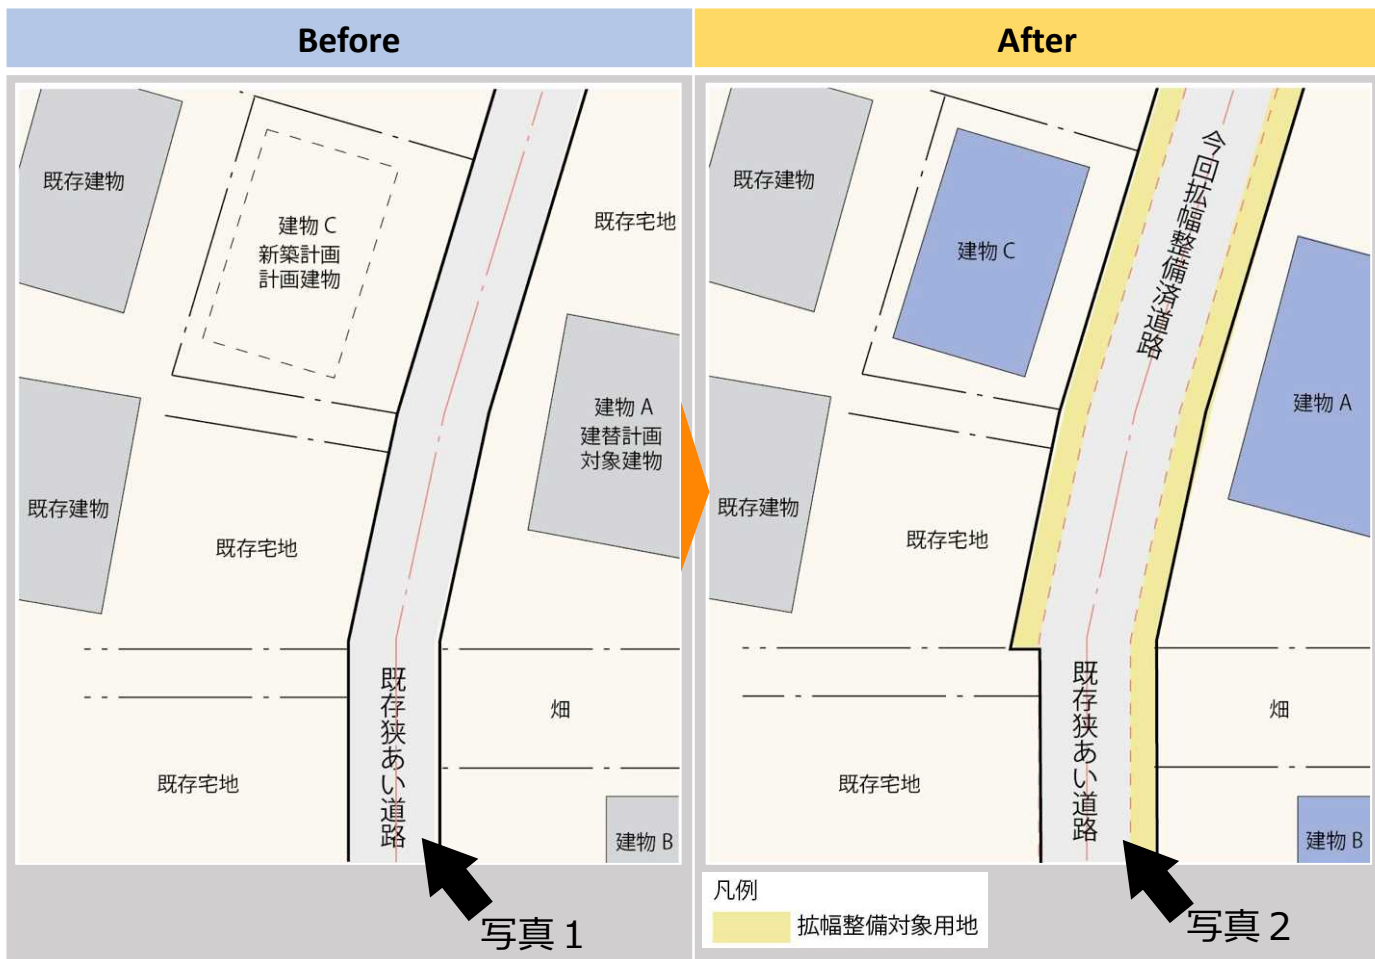 Before
既存建物
建物 C
新築計画
計画建物
既存宅地
建物 A
建替計画
対象建物
既存建物
既存宅地
既存狭あい道路
畑
既存宅地
建物 B
写真１
After
既存建物
建物 C
今回拡幅整備済道路
建物 A
既存建物
既存宅地
既存狭あい道路
畑
既存宅地
建物 B
凡例
拡幅整備対象用地
写真２